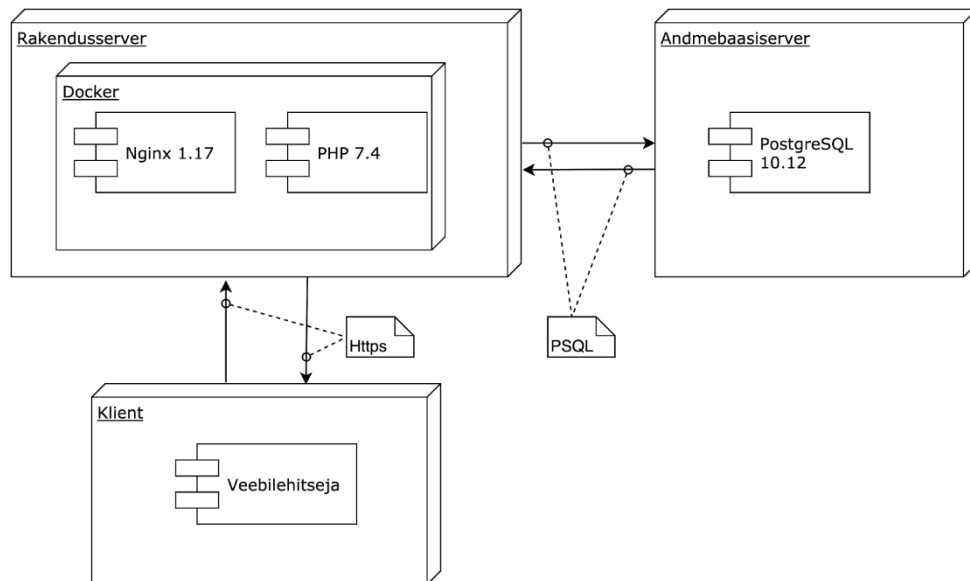 Rakendusserver
Docker
Nginx 1.17
PHP 7.4
Andmebaasiserver
PostgreSQL
10.12
Https
PSQL
Klient
Veebilehitseja